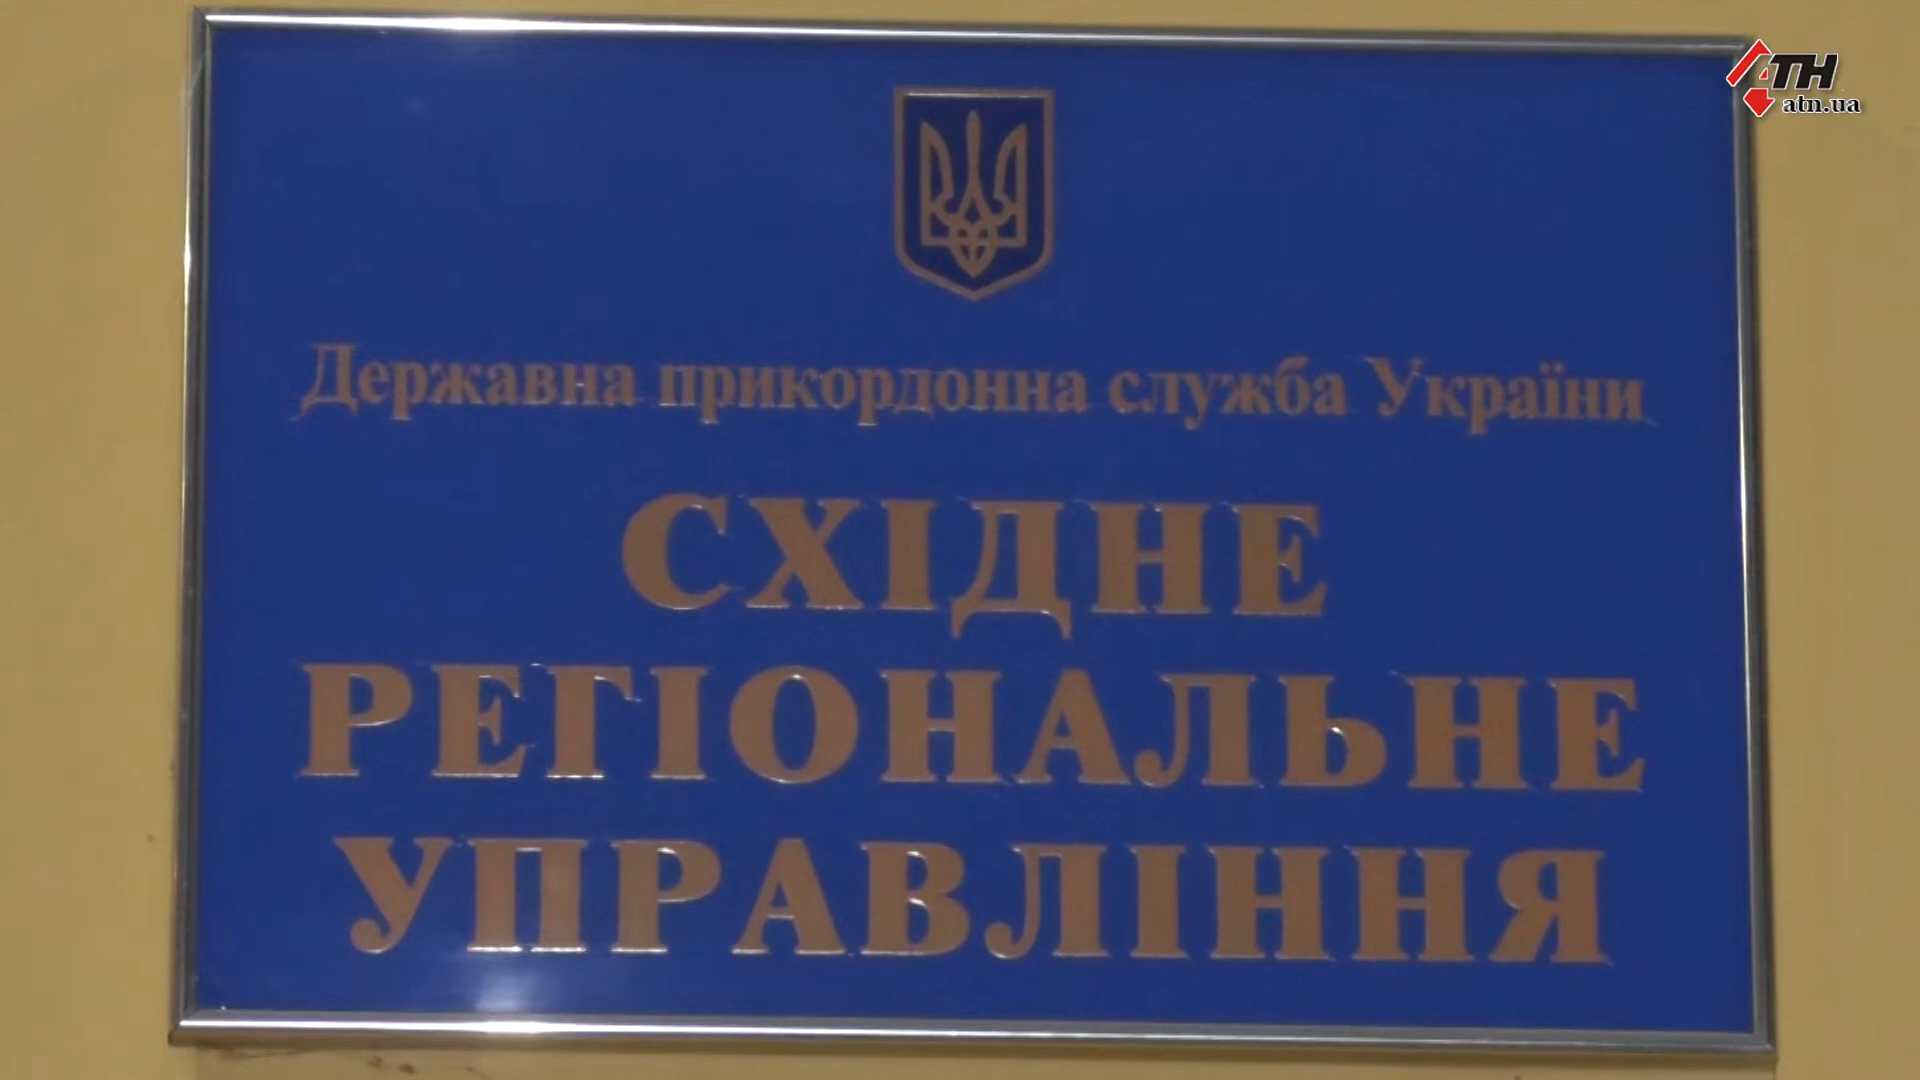 АТН
atn.ua
Державна прикордонна служба України
СХІДНЕ
РЕГІОНАЛЬНЕ
УПРАВЛІННЯ